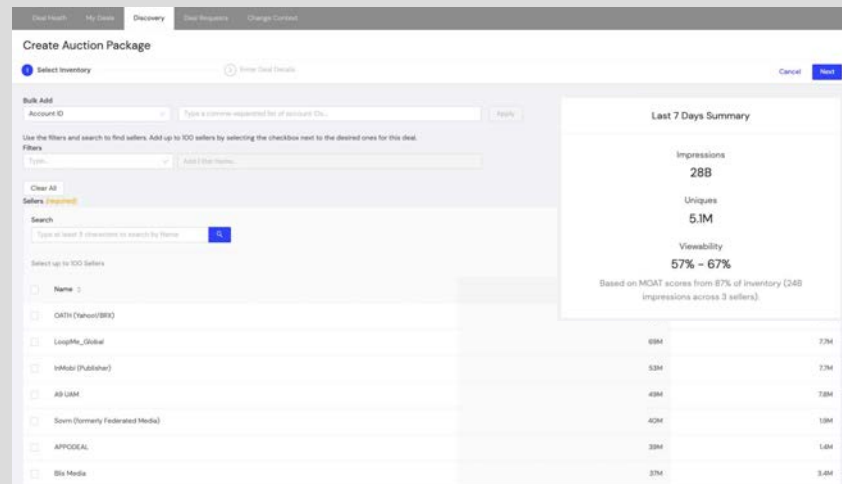 Deal Health My Deals Discovery Deal Requests Change Context
Create Auction Package
1 Select Inventory 2 Enter Deal Details Cancel Next
Bulk Add
Account ID Type a comma-separated list of account IDs... Apply
Use the filters and search to find sellers. Add up to 100 sellers by selecting the checkbox next to the desired ones for this deal.
Filters
Type... Add filter items...
Clear All
Sellers (required)
Search
Type at least 3 characters to search by Name
Select up to 100 Sellers
Name
OATH (Yahoo!/BRX)
LoopMe_Global 69M 7.7M
InMobi (Publisher) 53M 7.7M
A9 UAM 49M 7.8M
Sovrn (formerly Federated Media) 40M 1.9M
APPODEAL 39M 1.4M
Blis Media 37M 3.4M
Last 7 Days Summary
Impressions
28B
Uniques
5.1M
Viewability
57% - 67%
Based on MOAT scores from 87% of inventory (24B
impressions across 3 sellers).